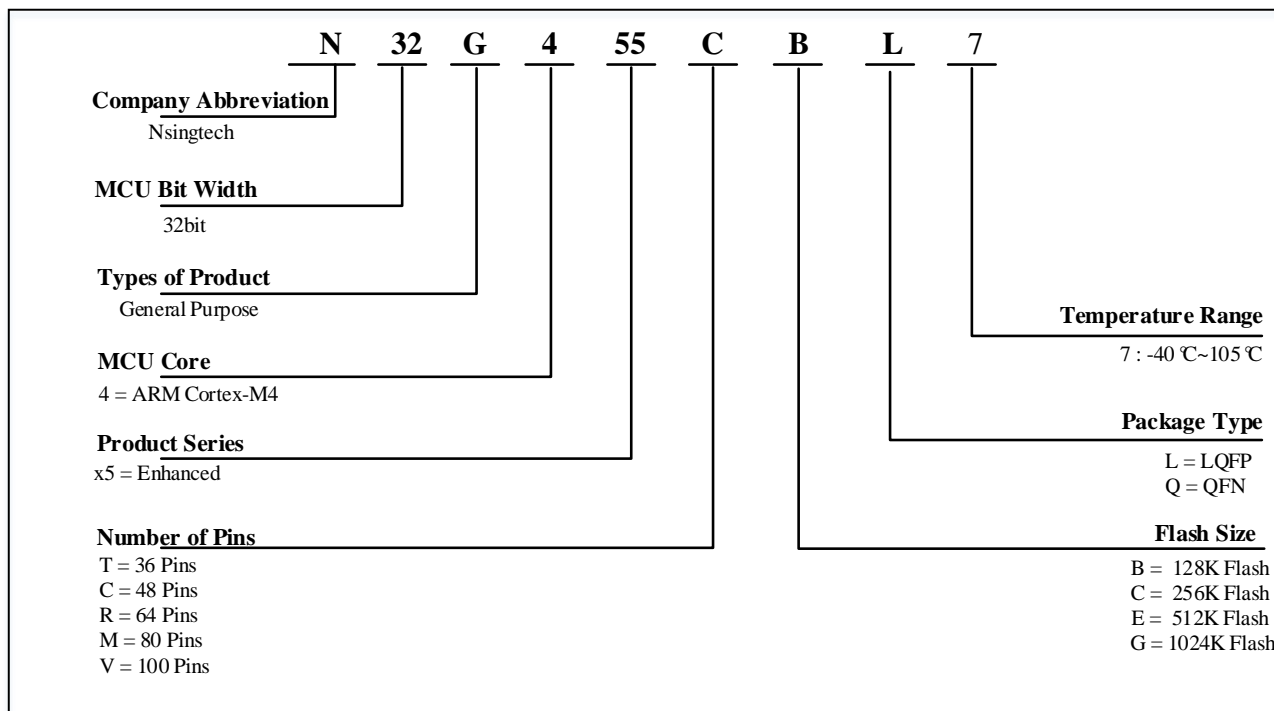 N 32 G 4 55 C B L 7
Company Abbreviation
Nsingtech
MCU Bit Width
32bit
Types of Product
General Purpose
MCU Core
4 = ARM Cortex-M4
Product Series
x5 = Enhanced
Number of Pins
T = 36 Pins
C = 48 Pins
R = 64 Pins
M = 80 Pins
V = 100 Pins
Temperature Range
7 : -40 ℃~105 ℃
Package Type
L = LQFP
Q = QFN
Flash Size
B = 128K Flash
C = 256K Flash
E = 512K Flash
G = 1024K Flash